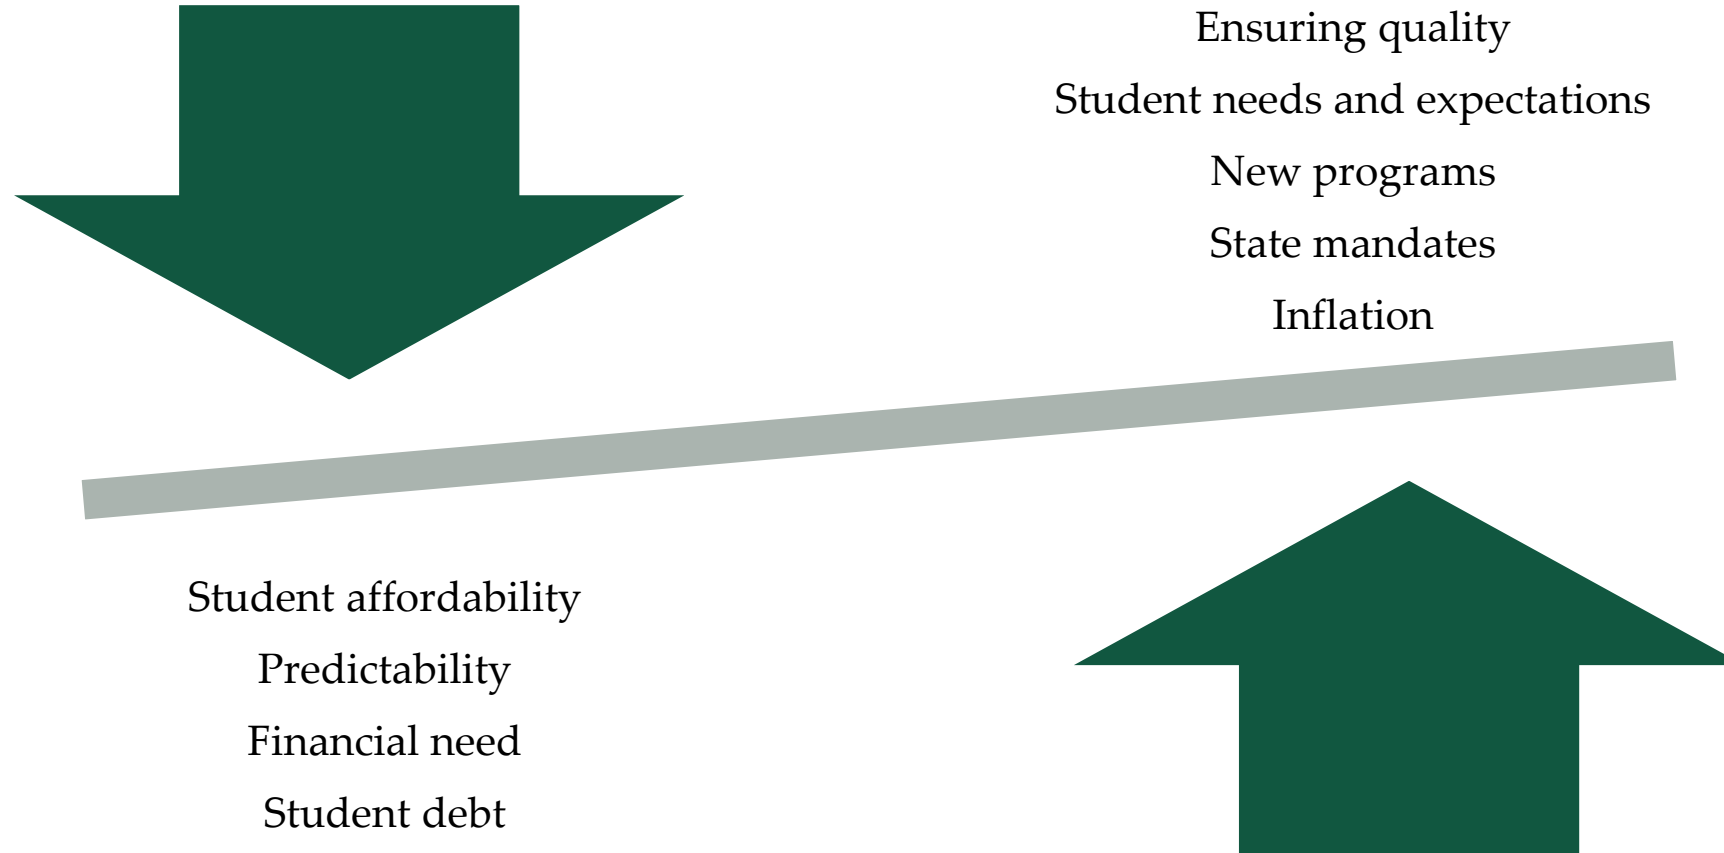 Ensuring quality
Student needs and expectations
New programs
State mandates
Inflation
Student affordability
Predictability
Financial need
Student debt